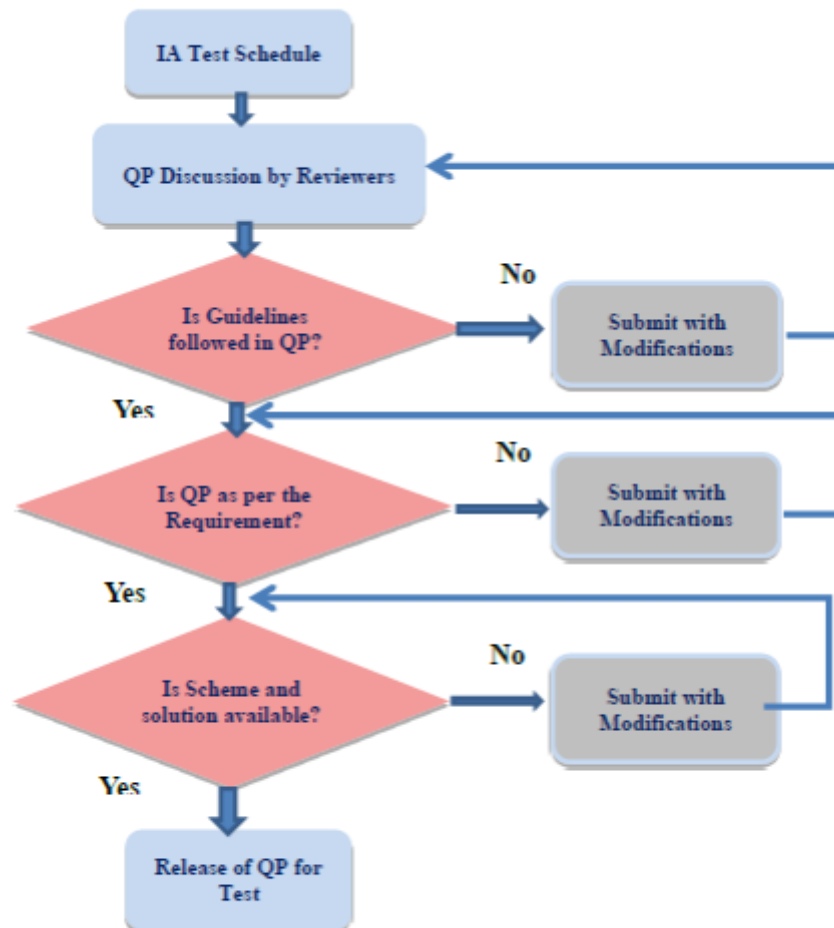 IA Test Schedule
QP Discussion by Reviewers
No
Is Guidelines
followed in QP?
Submit with
Modifications
Yes
No
Is QP as per the
Requirement?
Submit with
Modifications
Yes
No
Is Scheme and
solution available?
Submit with
Modifications
Yes
Release of QP for
Test